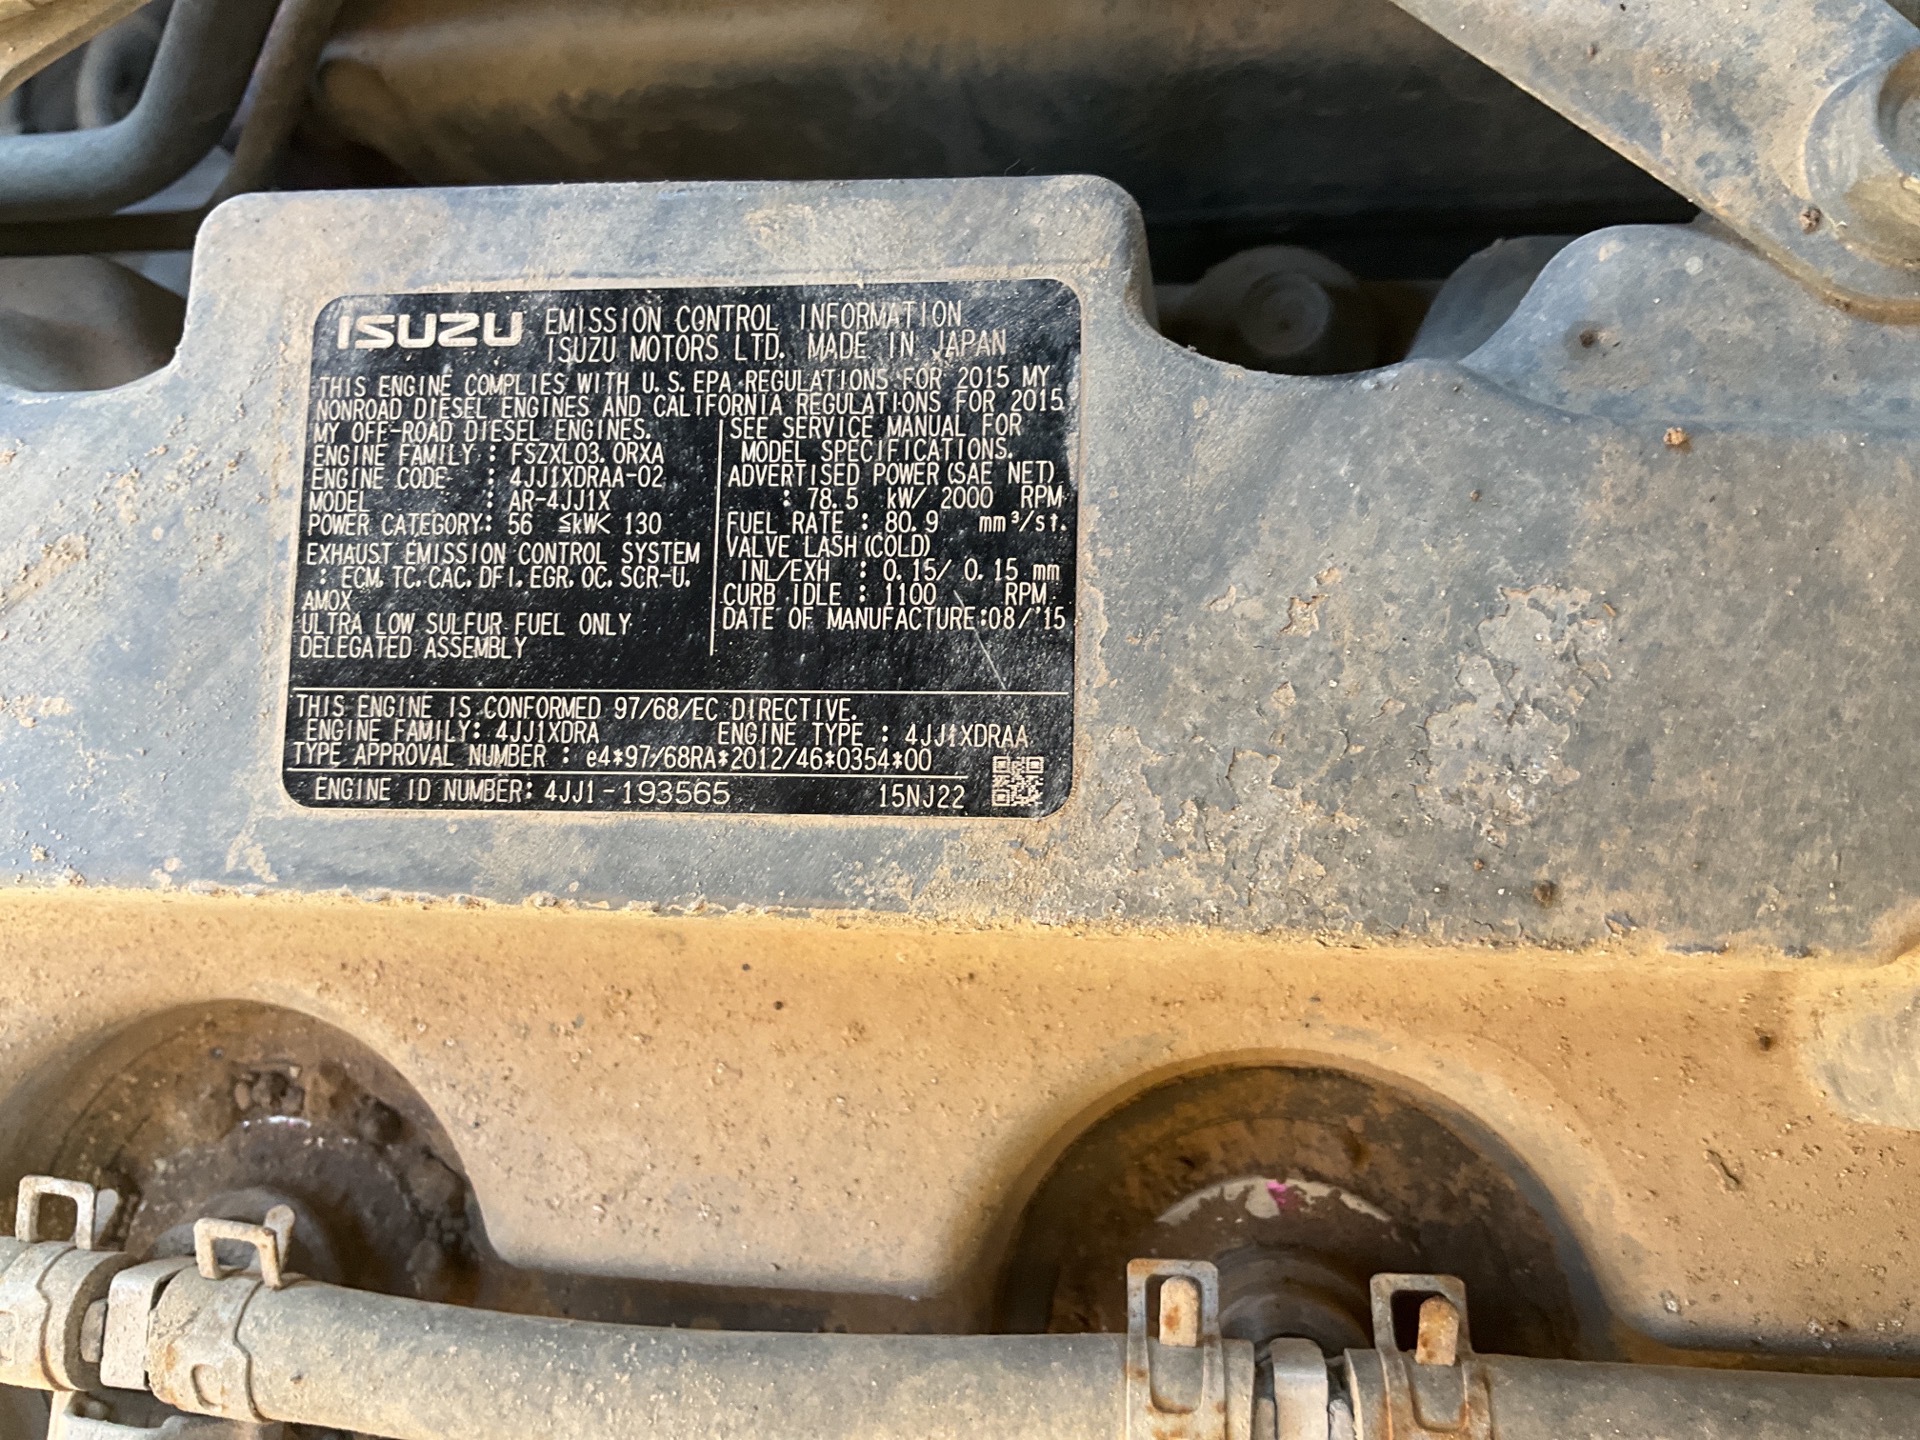 ISUZU EMISSION CONTROL INFORMATION
ISUZU MOTORS LTD. MADE IN JAPAN
THIS ENGINE COMPLIES WITH U.S.EPA REGULATIONS FOR 2015 MY
NONROAD DIESEL ENGINES AND CALIFORNIA REGULATIONS FOR 2015
MY OFF-ROAD DIESEL ENGINES.
ENGINE FAMILY : FSZXL03.0RXA
ENGINE CODE : 4JJ1XDRAA-02
MODEL : AR-4JJ1X
POWER CATEGORY: 56 ≦kW< 130
EXHAUST EMISSION CONTROL SYSTEM
: ECM, TC, CAC, DFI, EGR, OC, SCR-U,
AMOX
ULTRA LOW SULFUR FUEL ONLY
DELEGATED ASSEMBLY
SEE SERVICE MANUAL FOR
MODEL SPECIFICATIONS.
ADVERTISED POWER (SAE NET)
: 78.5 kW/ 2000 RPM
FUEL RATE : 80.9 mm³/st.
VALVE LASH (COLD)
INL/EXH : 0.15/ 0.15 mm
CURB IDLE : 1100 RPM
DATE OF MANUFACTURE:08/'15
THIS ENGINE IS CONFORMED 97/68/EC DIRECTIVE.
ENGINE FAMILY: 4JJ1XDRA ENGINE TYPE : 4JJ1XDRAA
TYPE APPROVAL NUMBER : e4*97/68RA*2012/46*0354*00
ENGINE ID NUMBER: 4JJ1-193565 15NJ22